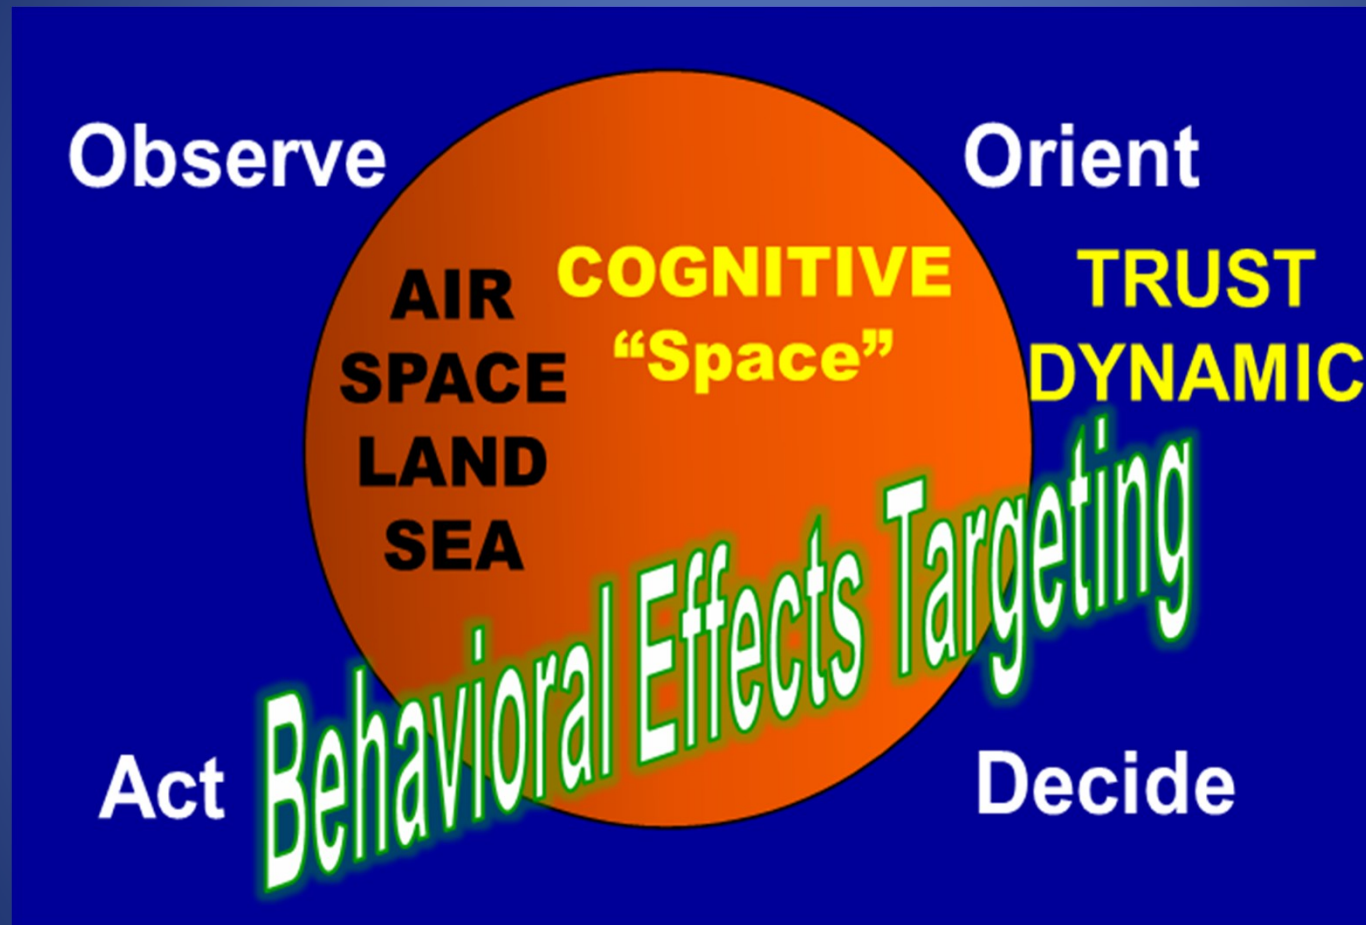 Observe
Orient
AIR
SPACE
LAND
SEA
COGNITIVE
“Space”
TRUST
DYNAMIC
Behavioral Effects Targeting
Act
Decide